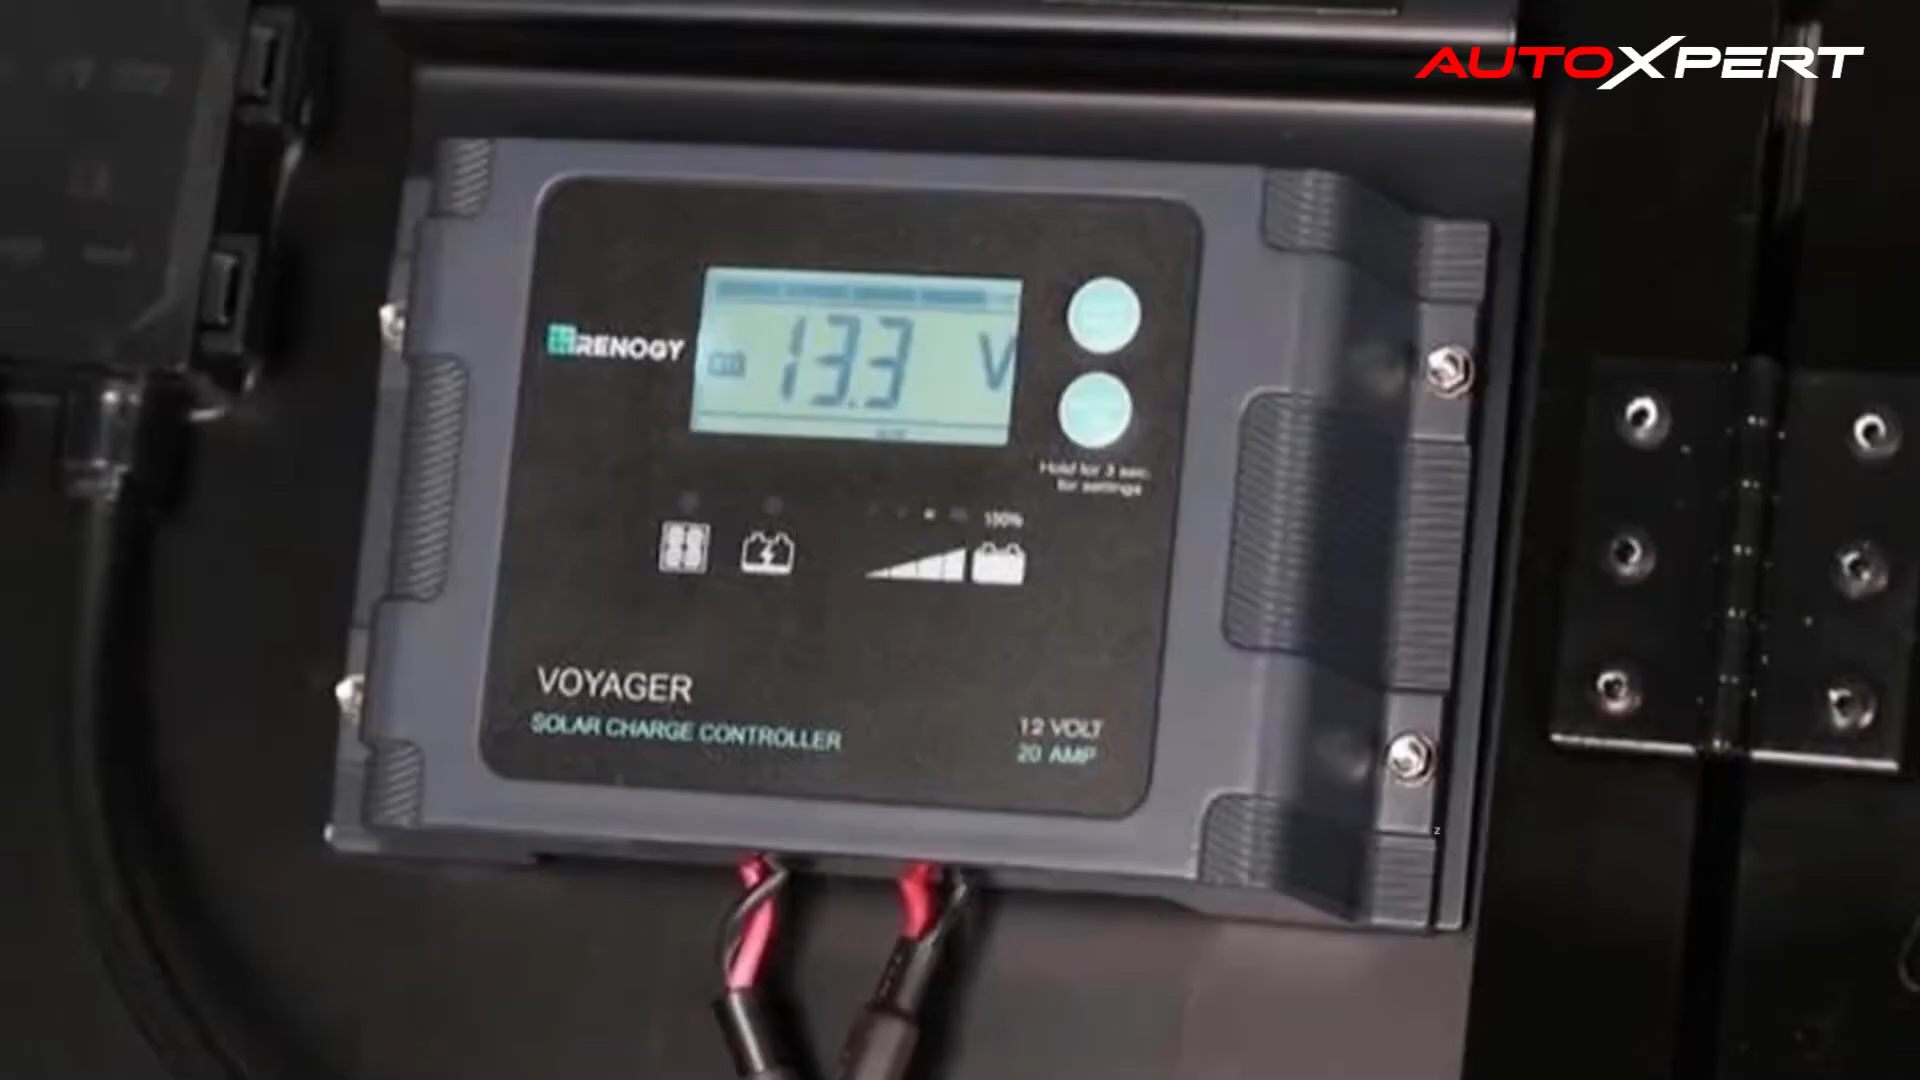 AUTOXPERT
RENOGY
13.3 V
Hold for 3 sec.
for settings
100%
VOYAGER
SOLAR CHARGE CONTROLLER
12 VOLT
20 AMP
z